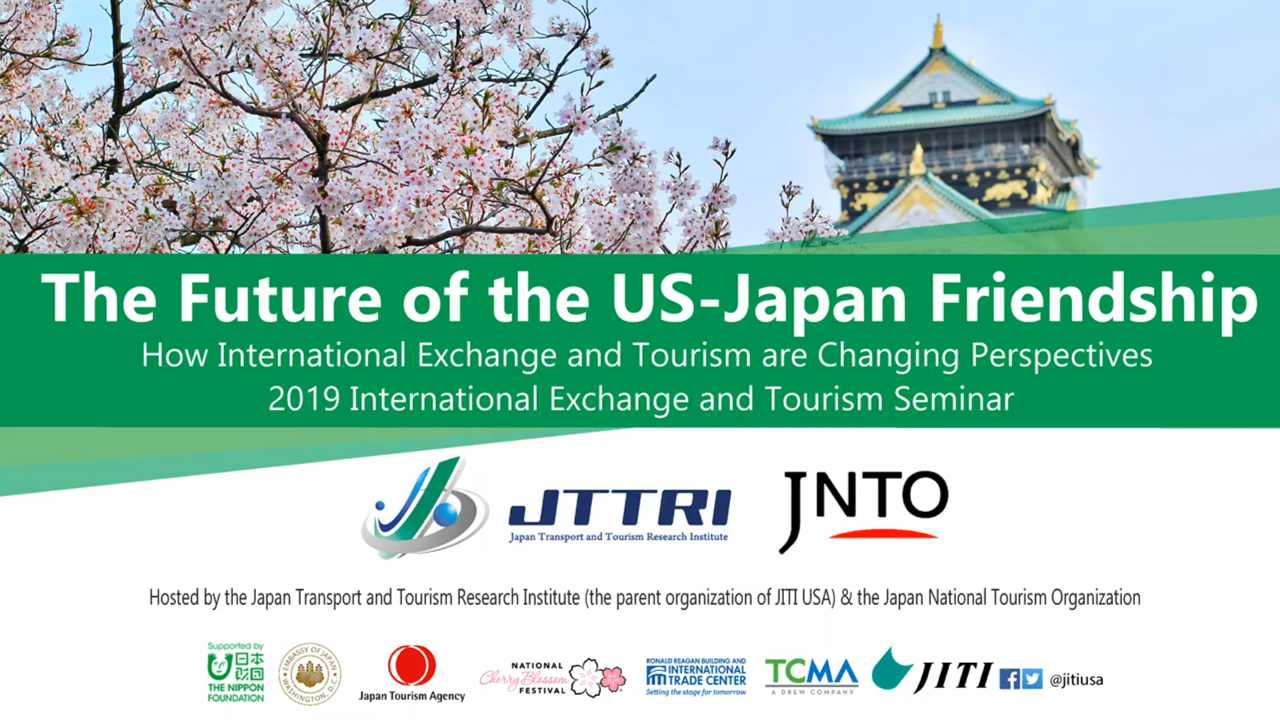 The Future of the US-Japan Friendship
How International Exchange and Tourism are Changing Perspectives
2019 International Exchange and Tourism Seminar
JTTRI
Japan Transport and Tourism Research Institute
JNTO
Hosted by the Japan Transport and Tourism Research Institute (the parent organization of JITI USA) & the Japan National Tourism Organization
Supported by
日本
財団
THE NIPPON
FOUNDATION
EMBASSY OF JAPAN
WASHINGTON, D.C.
Japan Tourism Agency
NATIONAL
Cherry Blossom
FESTIVAL
RONALD REAGAN BUILDING AND
INTERNATIONAL
TRADE CENTER
Setting the stage for tomorrow
TCMA
A DREW COMPANY
JITI
@jitiusa